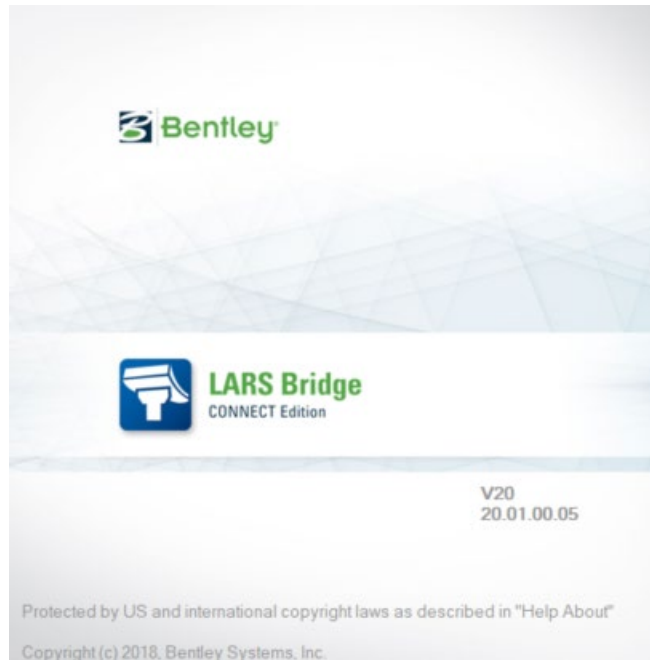 Bentley®
LARS Bridge
CONNECT Edition
V20
20.01.00.05
Protected by US and international copyright laws as described in "Help About"
Copyright (c) 2018, Bentley Systems, Inc.